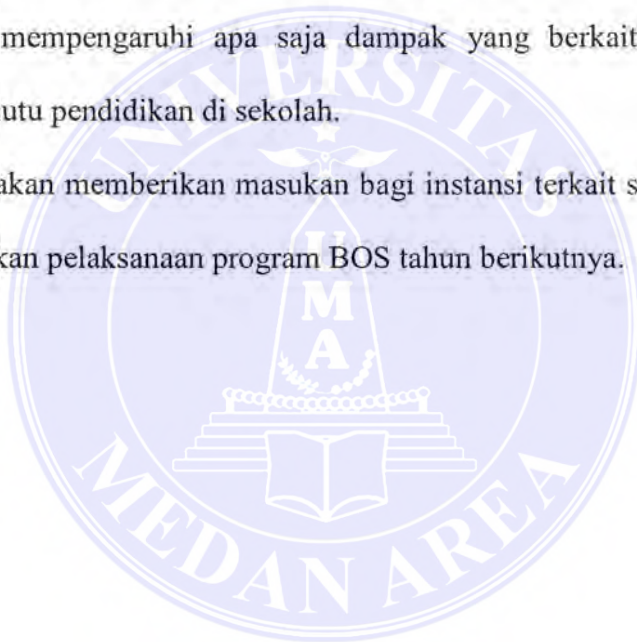 mempengaruhi apa saja dampak yang berkait
utu pendidikan di sekolah.
akan memberikan masukan bagi instansi terkait s
kan pelaksanaan program BOS tahun berikutnya.
UNIVERSITAS
UMA
MEDAN AREA